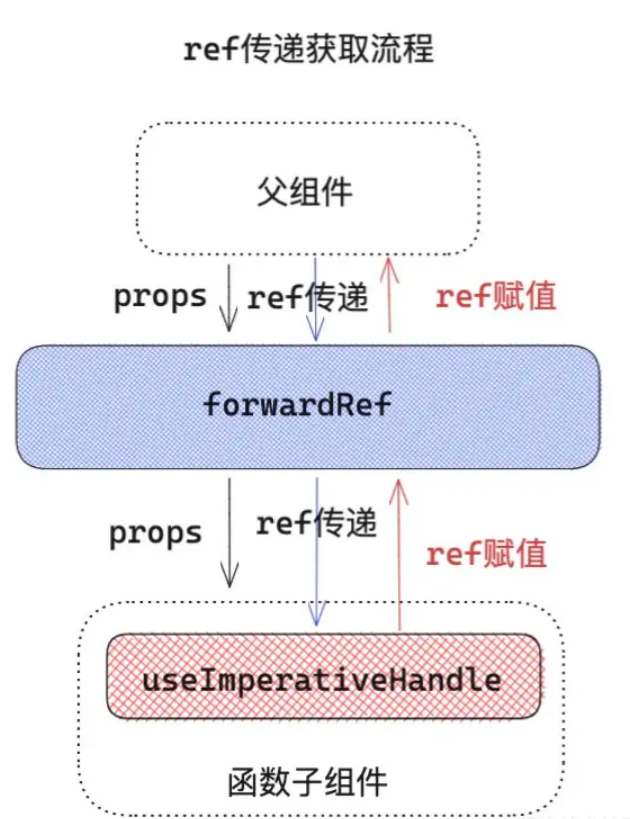 ref传递获取流程
父组件
props ref传递 ref赋值
forwardRef
props ref传递 ref赋值
useImperativeHandle
函数子组件